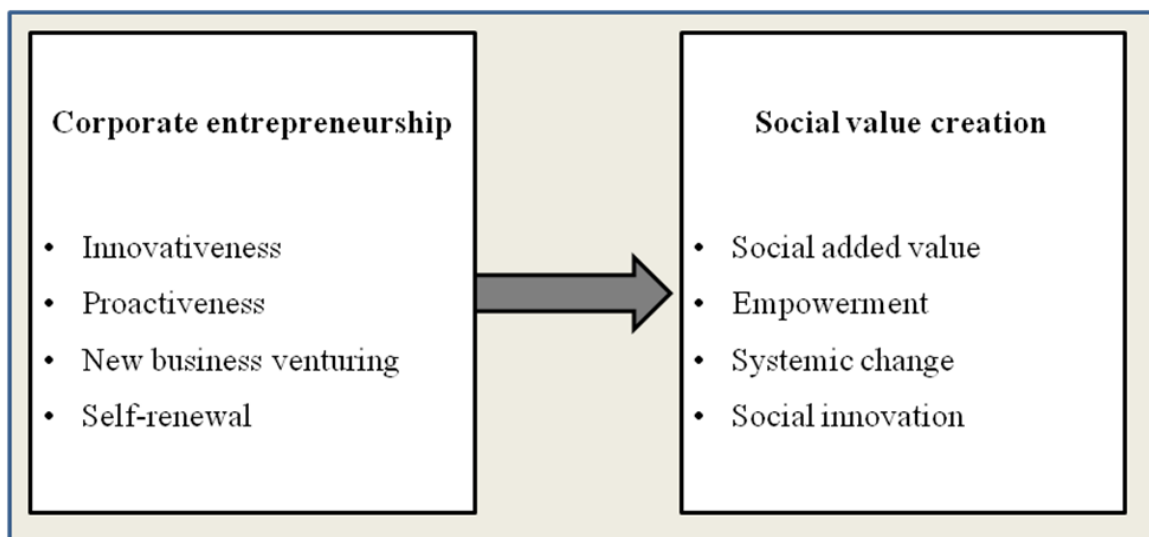 Corporate entrepreneurship
• Innovativeness
• Proactiveness
• New business venturing
• Self-renewal
Social value creation
• Social added value
• Empowerment
• Systemic change
• Social innovation